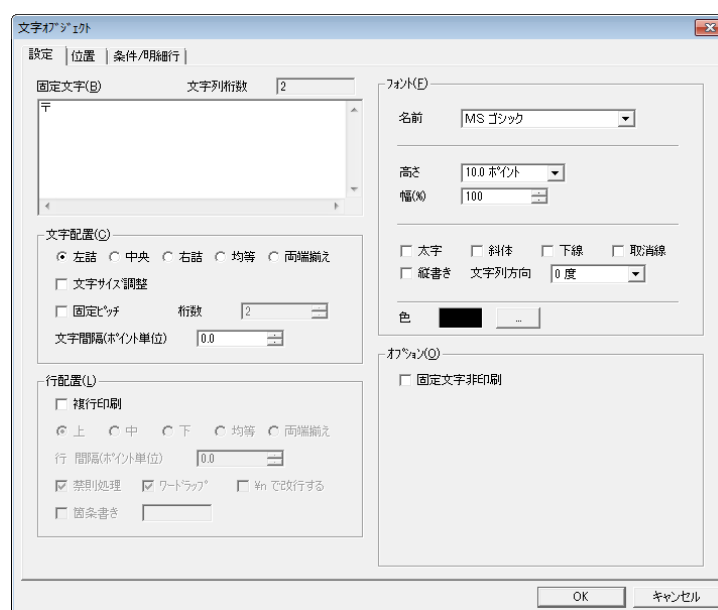 文字ｵﾌﾞｼﾞｪｸﾄ
設定 位置 条件/明細行
固定文字(B) 文字列桁数 2
〒
文字配置(C)
左詰 中央 右詰 均等 両端揃え
文字サイズ調整
固定ﾋﾟｯﾁ 桁数 2
文字間隔(ﾎﾟｲﾝﾄ単位) 0.0
行配置(L)
複行印刷
上 中 下 均等 両端揃え
行 間隔(ﾎﾟｲﾝﾄ単位) 0.0
禁則処理 ﾜｰﾄﾞﾗｯﾌﾟ ¥n で改行する
箇条書き
ﾌｫﾝﾄ(F)
名前 MS ゴシック
高さ 10.0 ﾎﾟｲﾝﾄ
幅(%) 100
太字 斜体 下線 取消線
縦書き 文字列方向 0 度
色 ...
ｵﾌﾟｼｮﾝ(O)
固定文字非印刷
OK キャンセル